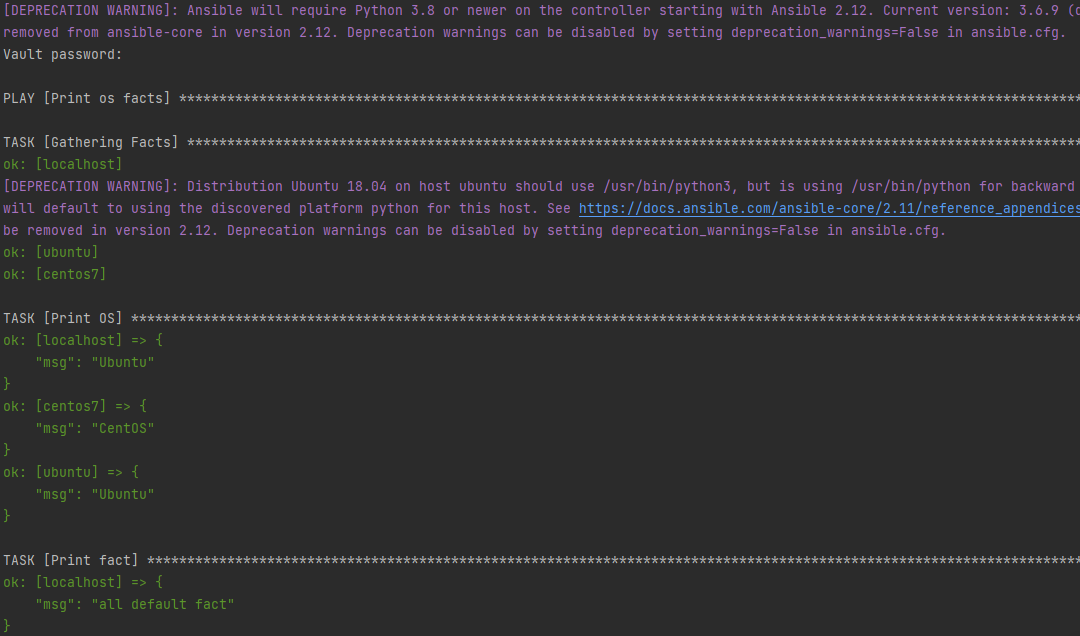 [DEPRECATION WARNING]: Ansible will require Python 3.8 or newer on the controller starting with Ansible 2.12. Current version: 3.6.9 (
removed from ansible-core in version 2.12. Deprecation warnings can be disabled by setting deprecation_warnings=False in ansible.cfg.
Vault password:
PLAY [Print os facts] *****************************************************************************************************************
TASK [Gathering Facts] ****************************************************************************************************************
ok: [localhost]
[DEPRECATION WARNING]: Distribution Ubuntu 18.04 on host ubuntu should use /usr/bin/python3, but is using /usr/bin/python for backward
will default to using the discovered platform python for this host. See https://docs.ansible.com/ansible-core/2.11/reference_appendices
be removed in version 2.12. Deprecation warnings can be disabled by setting deprecation_warnings=False in ansible.cfg.
ok: [ubuntu]
ok: [centos7]
TASK [Print OS] ***********************************************************************************************************************
ok: [localhost] => {
    "msg": "Ubuntu"
}
ok: [centos7] => {
    "msg": "CentOS"
}
ok: [ubuntu] => {
    "msg": "Ubuntu"
}
TASK [Print fact] *********************************************************************************************************************
ok: [localhost] => {
    "msg": "all default fact"
}